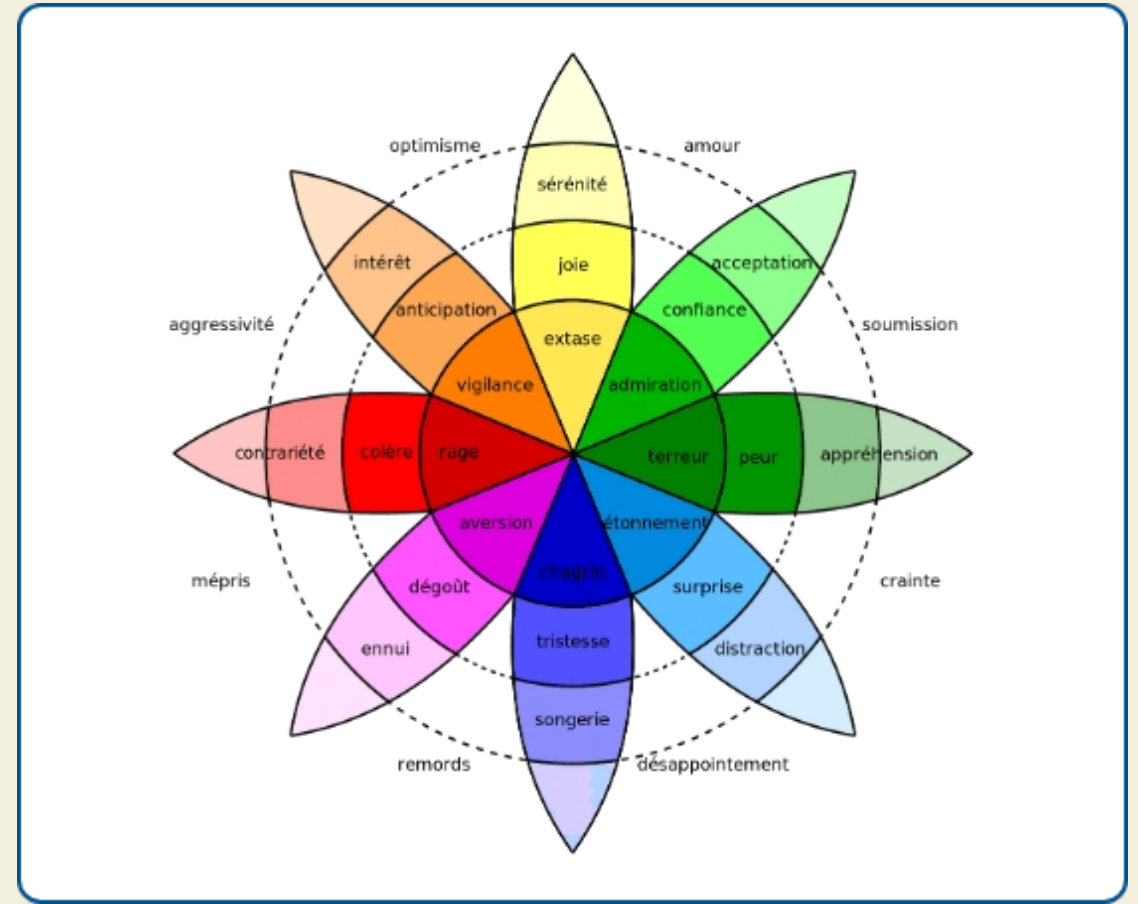 optimisme
amour
sérénité
intérêt
joie
acceptation
anticipation
confiance
aggressivité
extase
soumission
vigilance
admiration
contrariété
colère
rage
terreur
peur
appréhension
aversion
étonnement
mépris
dégoût
chagrin
surprise
crainte
ennui
tristesse
distraction
songerie
remords
désappointement